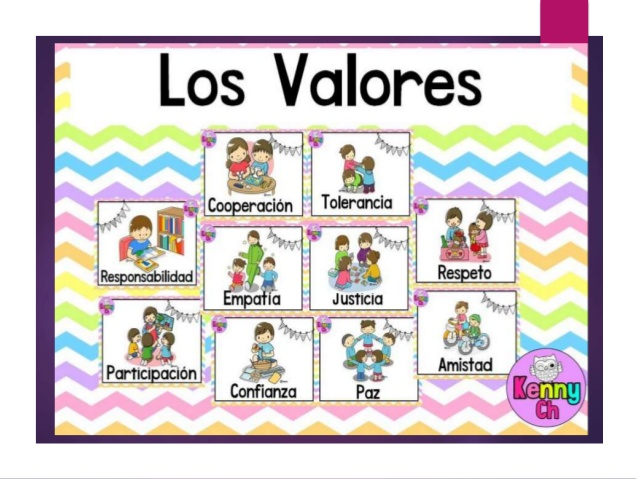 Los Valores
Cooperación
Tolerancia
Responsabilidad
Empatía
Justicia
Respeto
Participación
Confianza
Paz
Amistad
Kenny
Ch